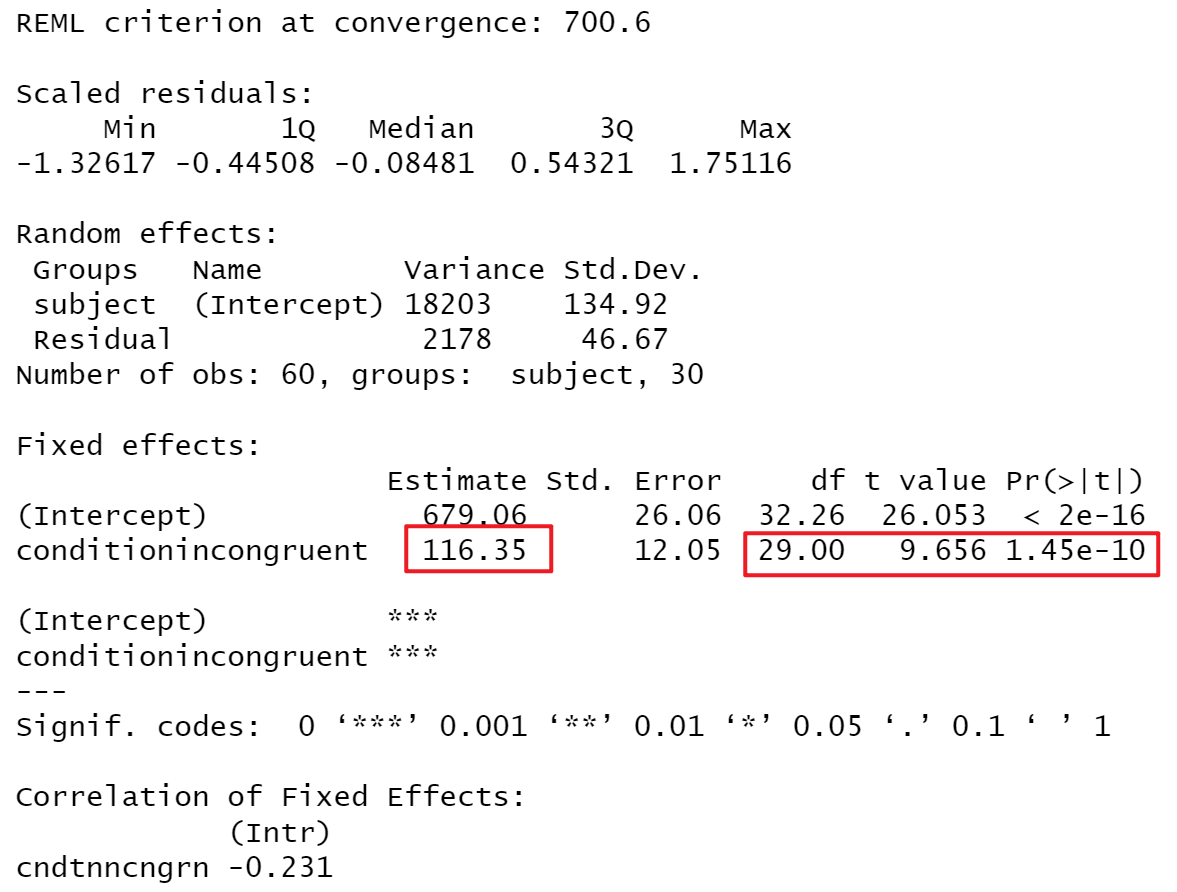 REML criterion at convergence: 700.6
Scaled residuals:
Min 1Q Median 3Q Max
-1.32617 -0.44508 -0.08481 0.54321 1.75116
Random effects:
Groups Name Variance Std.Dev.
subject (Intercept) 18203 134.92
Residual 2178 46.67
Number of obs: 60, groups: subject, 30
Fixed effects:
Estimate Std. Error df t value Pr(>|t|)
(Intercept) 679.06 26.06 32.26 26.053 < 2e-16
conditionincongruent 116.35 12.05 29.00 9.656 1.45e-10
(Intercept) ***
conditionincongruent ***
---
Signif. codes: 0 ‘***’ 0.001 ‘**’ 0.01 ‘*’ 0.05 ‘.’ 0.1 ‘ ’ 1
Correlation of Fixed Effects:
(Intr)
cndtnncngrn -0.231